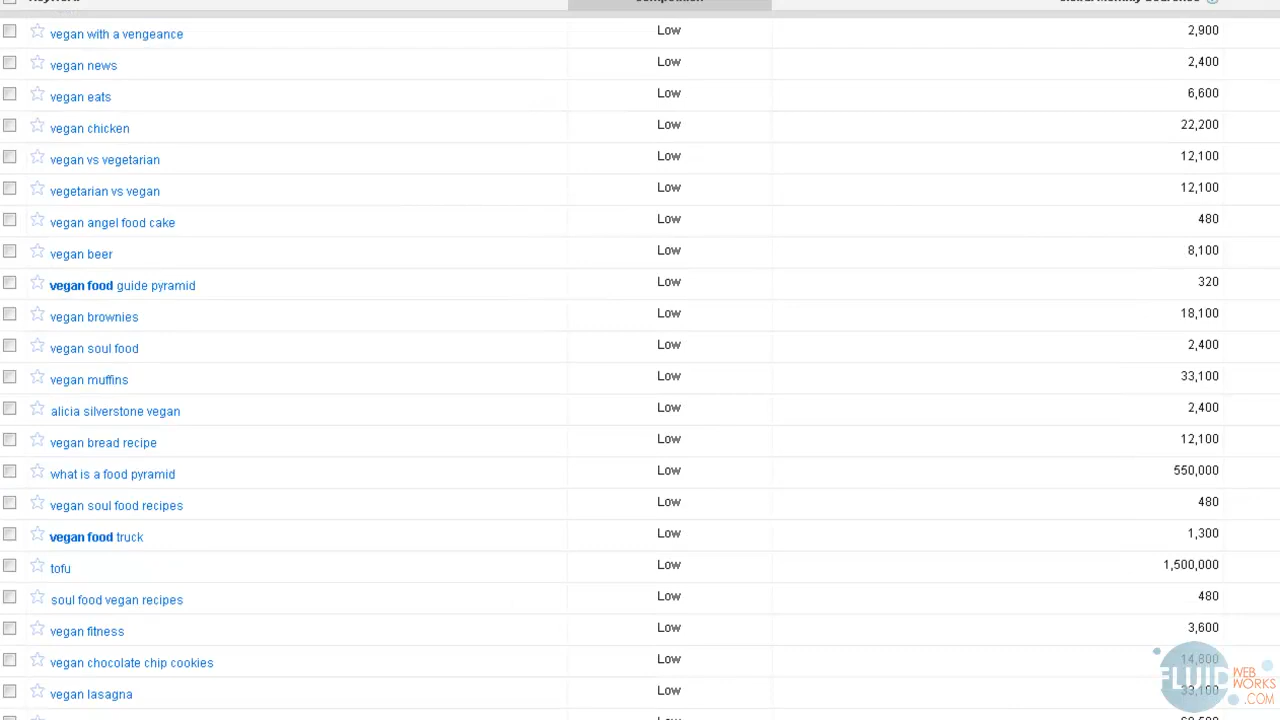 vegan with a vengeance Low 2,900
vegan news Low 2,400
vegan eats Low 6,600
vegan chicken Low 22,200
vegan vs vegetarian Low 12,100
vegetarian vs vegan Low 12,100
vegan angel food cake Low 480
vegan beer Low 8,100
vegan food guide pyramid Low 320
vegan brownies Low 18,100
vegan soul food Low 2,400
vegan muffins Low 33,100
alicia silverstone vegan Low 2,400
vegan bread recipe Low 12,100
what is a food pyramid Low 550,000
vegan soul food recipes Low 480
vegan food truck Low 1,300
tofu Low 1,500,000
soul food vegan recipes Low 480
vegan fitness Low 3,600
vegan chocolate chip cookies Low 14,800
vegan lasagna Low 33,100
FLUID WEB WORKS .COM